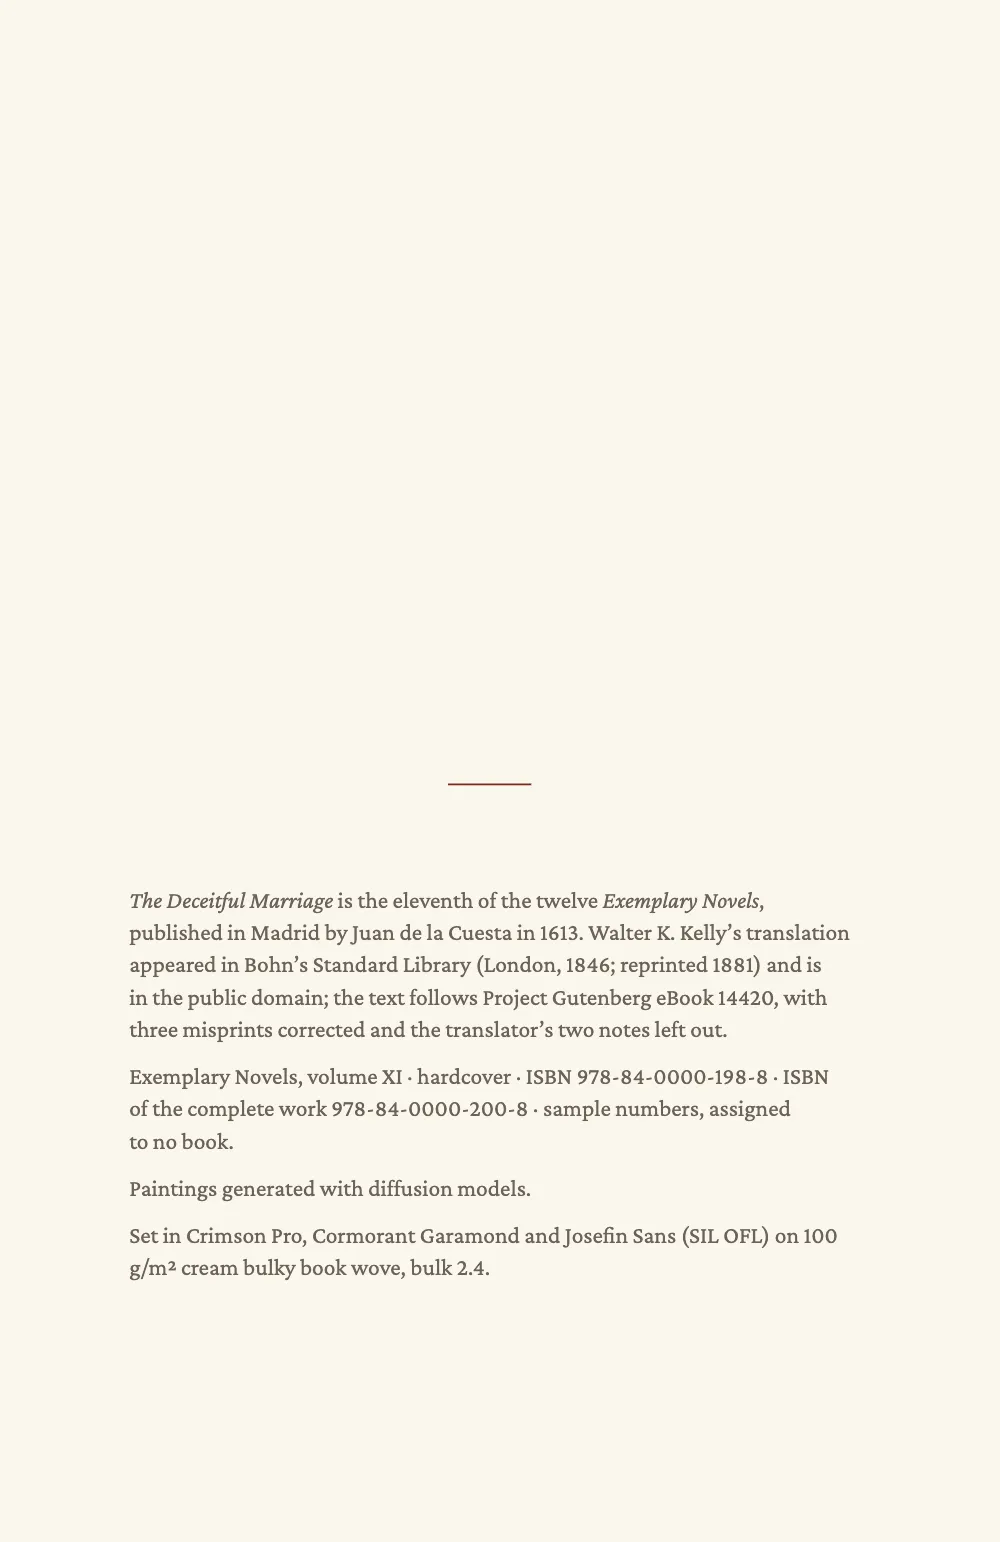 The Deceitful Marriage is the eleventh of the twelve Exemplary Novels,
published in Madrid by Juan de la Cuesta in 1613. Walter K. Kelly’s translation
appeared in Bohn’s Standard Library (London, 1846; reprinted 1881) and is
in the public domain; the text follows Project Gutenberg eBook 14420, with
three misprints corrected and the translator’s two notes left out.
Exemplary Novels, volume XI · hardcover · ISBN 978-84-0000-198-8 · ISBN
of the complete work 978-84-0000-200-8 · sample numbers, assigned
to no book.
Paintings generated with diffusion models.
Set in Crimson Pro, Cormorant Garamond and Josefin Sans (SIL OFL) on 100
g/m² cream bulky book wove, bulk 2.4.